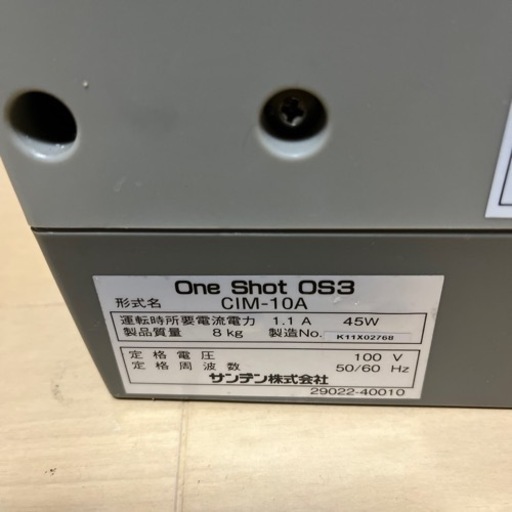 One Shot OS3
形式名 CIM-10A
運転時所要電流電力 1.1 A 45W
製品質量 8 kg 製造No. K11X02768
定格電圧 100 V
定格周波数 50/60 Hz
サンデン株式会社
29022-40010